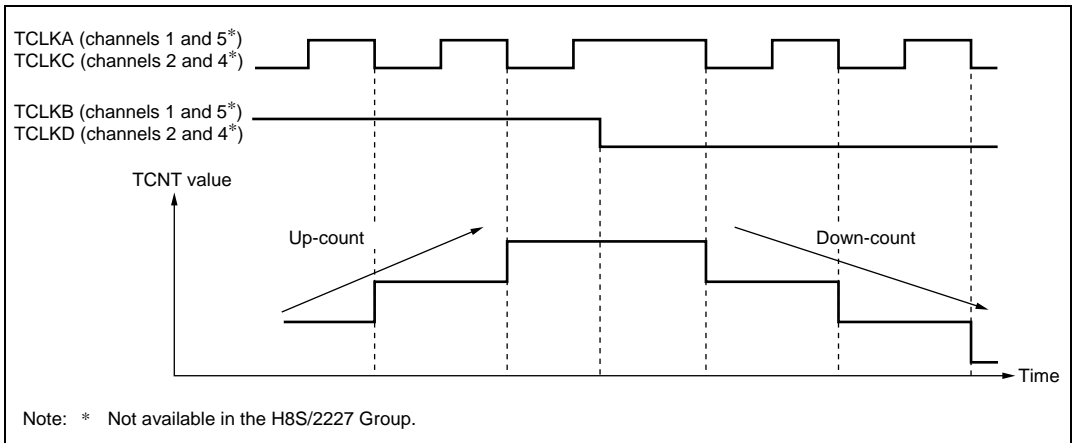 TCLKA (channels 1 and 5*)
TCLKC (channels 2 and 4*)
TCLKB (channels 1 and 5*)
TCLKD (channels 2 and 4*)
TCNT value
Up-count
Down-count
Time
Note: * Not available in the H8S/2227 Group.